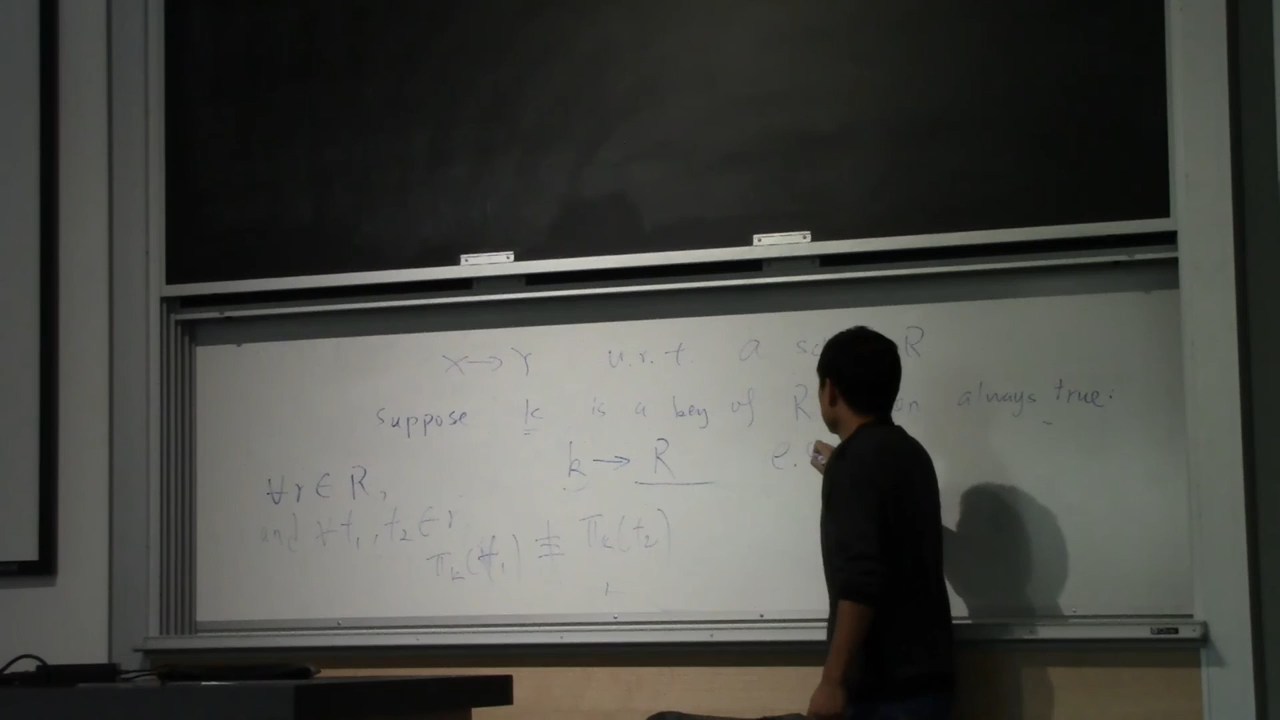 X → Y w.r.t. a R
suppose k is a key of R always true.
k → R e.
∀ r ∈ R,
and ∀ t₁, t₂ ∈ r
π_k(t₁) ≢ π_k(t₂)